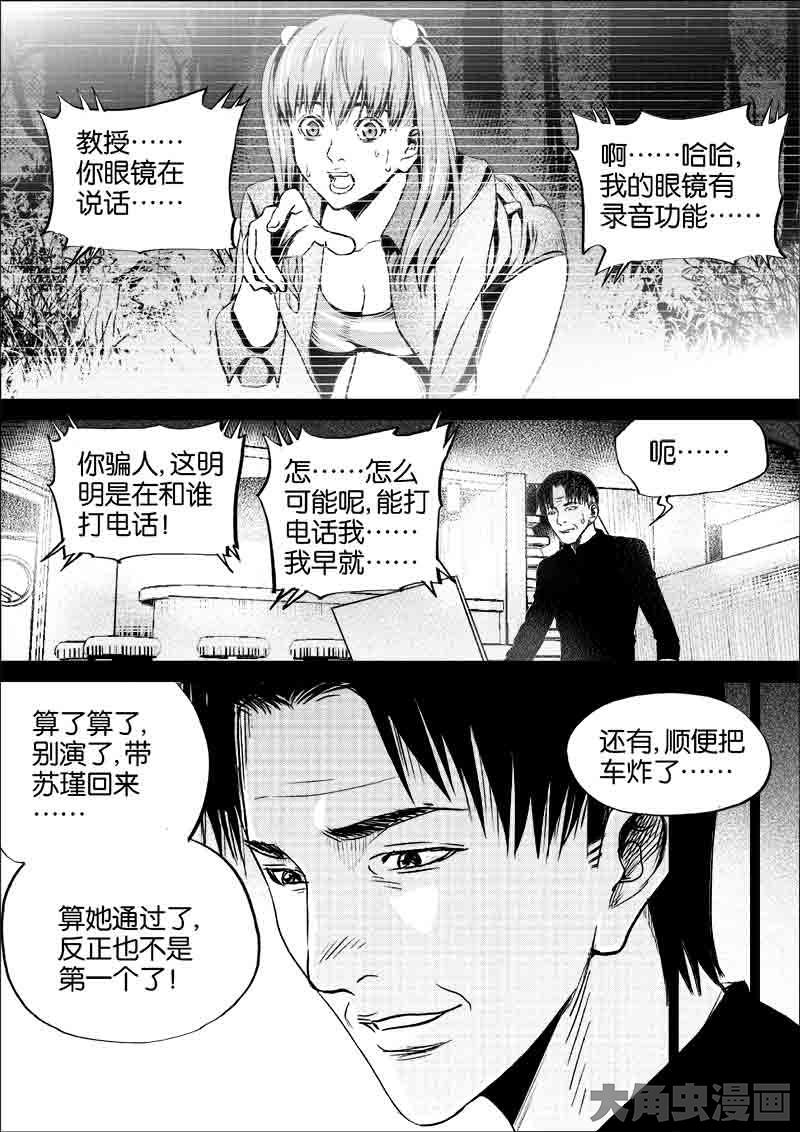 教授……
你眼镜在
说话……
啊……哈哈，
我的眼镜有
录音功能……
你骗人，这明
明是在和谁
打电话！
怎……怎么
可能呢，能打
电话我……
我早就……
呃……
算了算了，
别演了，带
苏瑾回来
……
还有，顺便把
车炸了……
算她通过了，
反正也不是
第一个了！
大角虫漫画